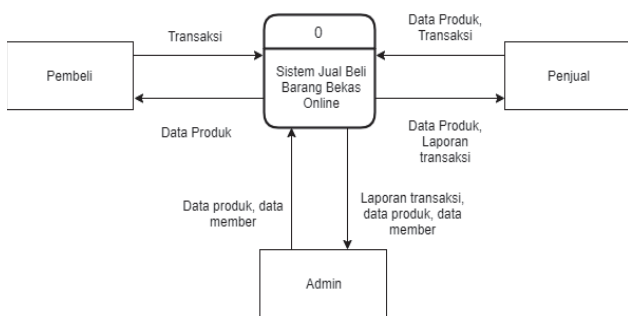 0
Sistem Jual Beli
Barang Bekas
Online
Pembeli
Transaksi
Data Produk
Data Produk,
Transaksi
Penjual
Data Produk,
Laporan
transaksi
Data produk, data
member
Laporan transaksi,
data produk, data
member
Admin